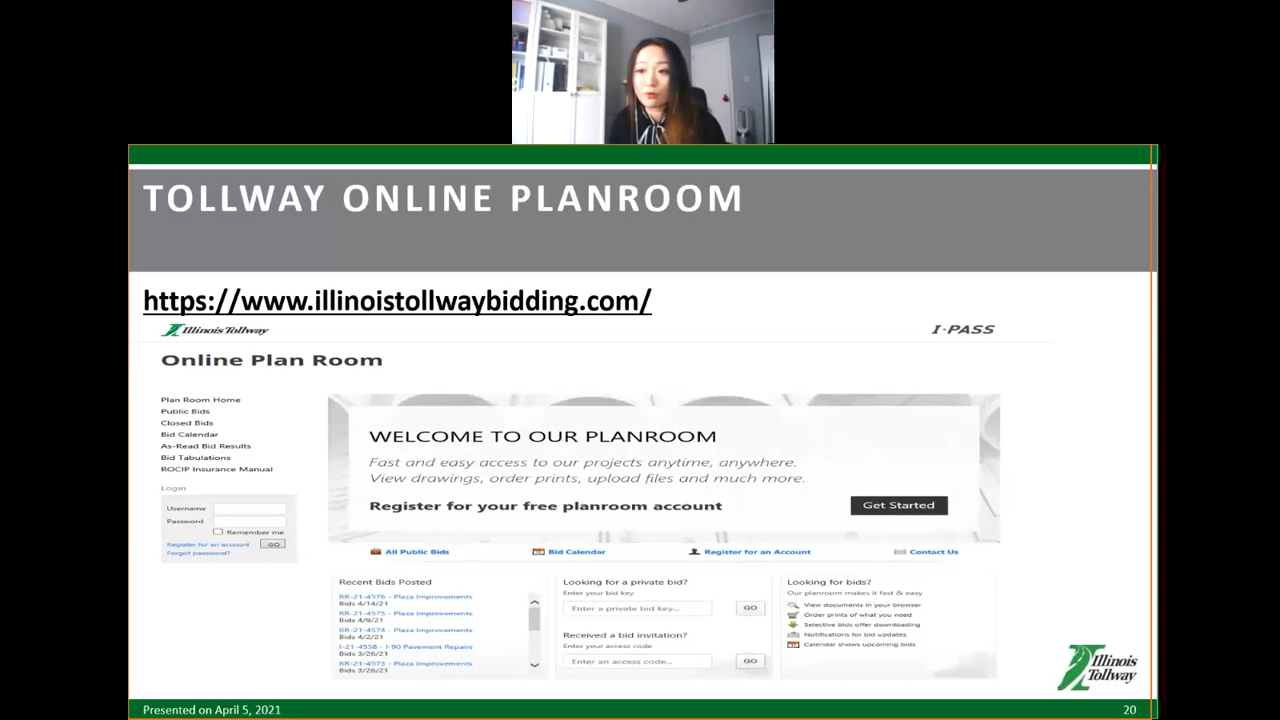 TOLLWAY ONLINE PLANROOM
https://www.illinoistollwaybidding.com/
Illinois Tollway
I·PASS
Online Plan Room
Plan Room Home
Public Bids
Closed Bids
Bid Calendar
As-Read Bid Results
Bid Tabulations
ROCIP Insurance Manual
Login
Username
Password
Remember me
Register for an account
GO
Forgot password?
WELCOME TO OUR PLANROOM
Fast and easy access to our projects anytime, anywhere.
View drawings, order prints, upload files and much more.
Register for your free planroom account
Get Started
All Public Bids
Bid Calendar
Register for an Account
Contact Us
Recent Bids Posted
RR-21-4576 - Plaza Improvements
Bids 4/14/21
RR-21-4575 - Plaza Improvements
Bids 4/9/21
RR-21-4574 - Plaza Improvements
Bids 4/2/21
I-21-4558 - I-90 Pavement Repairs
Bids 3/26/21
RR-21-4573 - Plaza Improvements
Bids 3/26/21
Looking for a private bid?
Enter your bid key
Enter a private bid key...
GO
Received a bid invitation?
Enter your access code
Enter an access code...
GO
Looking for bids?
Our planroom makes it fast & easy
View documents in your browser
Order prints of what you need
Selective bids offer downloading
Notifications for bid updates
Calendar shows upcoming bids
Illinois
Tollway
Presented on April 5, 2021
20